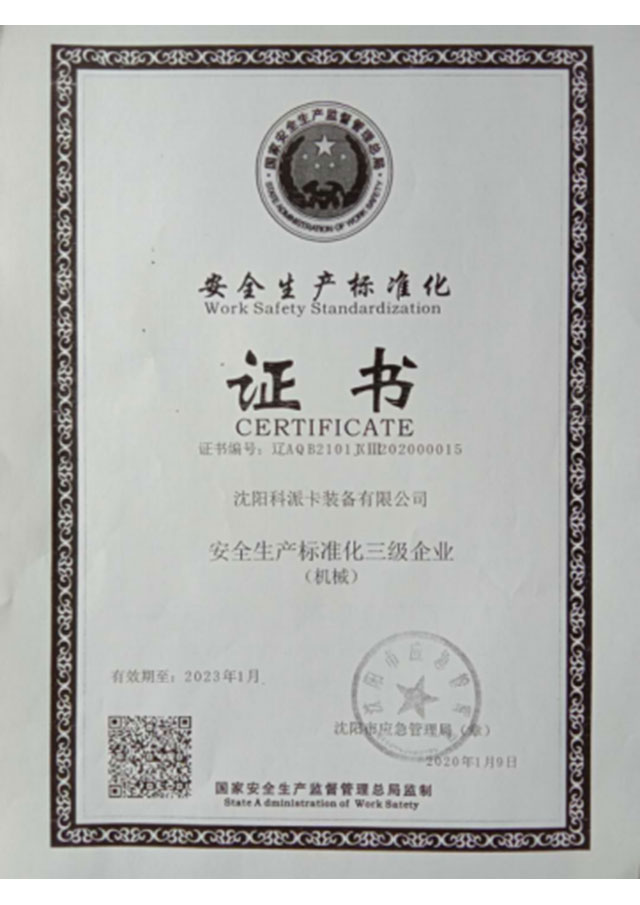 国家安全生产监督管理总局
STATE ADMINISTRATION OF WORK SAFETY
安全生产标准化
Work Safety Standardization
证书
CERTIFICATE
证书编号：辽AQB2101JXⅢ202000015
沈阳科派卡装备有限公司
安全生产标准化三级企业
（机械）
有效期至：2023年1月
沈阳市应急
沈阳市应急管理局（章）
2020年1月9日
国家安全生产监督管理总局监制
State Administration of Work Safety